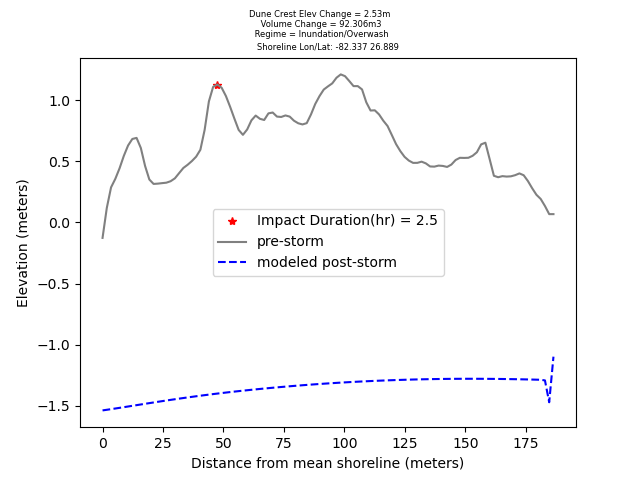 Dune Crest Elev Change = 2.53m
Volume Change = 92.306m3
Regime = Inundation/Overwash
Shoreline Lon/Lat: -82.337 26.889
Elevation (meters)
1.0
0.5
0.0
−0.5
−1.0
−1.5
Impact Duration(hr) = 2.5
pre-storm
modeled post-storm
0 25 50 75 100 125 150 175
Distance from mean shoreline (meters)